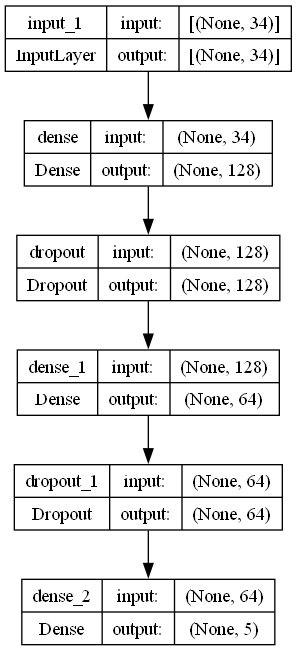 input_1 input: [(None, 34)]
InputLayer output: [(None, 34)]
dense input: (None, 34)
Dense output: (None, 128)
dropout input: (None, 128)
Dropout output: (None, 128)
dense_1 input: (None, 128)
Dense output: (None, 64)
dropout_1 input: (None, 64)
Dropout output: (None, 64)
dense_2 input: (None, 64)
Dense output: (None, 5)